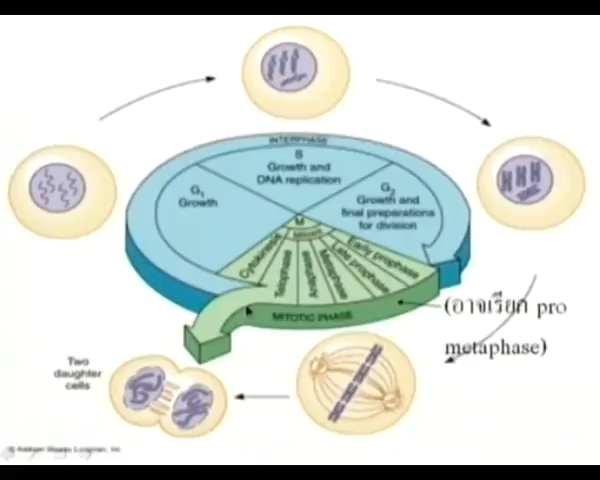 INTERPHASE
S
Growth and
DNA replication
G1
Growth
G2
Growth and
final preparations
for division
M
Mitosis
Cytokinesis
Telophase
Anaphase
Metaphase
Late prophase
Early prophase
MITOTIC PHASE
(อาจเรียก pro
metaphase)
Two
daughter
cells
© Addison Wesley Longman, Inc.